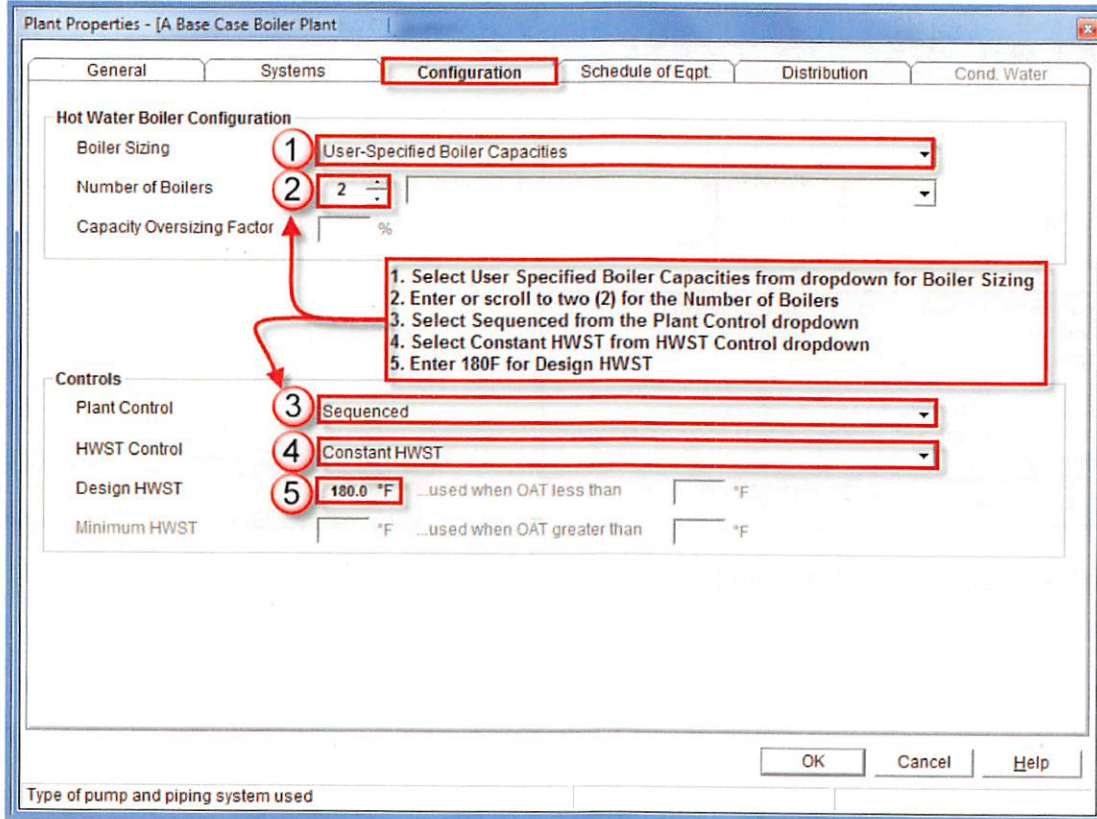 Plant Properties - [A Base Case Boiler Plant
General Systems Configuration Schedule of Eqpt. Distribution Cond. Water
Hot Water Boiler Configuration
Boiler Sizing 1 User-Specified Boiler Capacities
Number of Boilers 2 2
Capacity Oversizing Factor %
1. Select User Specified Boiler Capacities from dropdown for Boiler Sizing
2. Enter or scroll to two (2) for the Number of Boilers
3. Select Sequenced from the Plant Control dropdown
4. Select Constant HWST from HWST Control dropdown
5. Enter 180F for Design HWST
Controls
Plant Control 3 Sequenced
HWST Control 4 Constant HWST
Design HWST 5 180.0 °F ...used when OAT less than °F
Minimum HWST °F ...used when OAT greater than °F
OK Cancel Help
Type of pump and piping system used